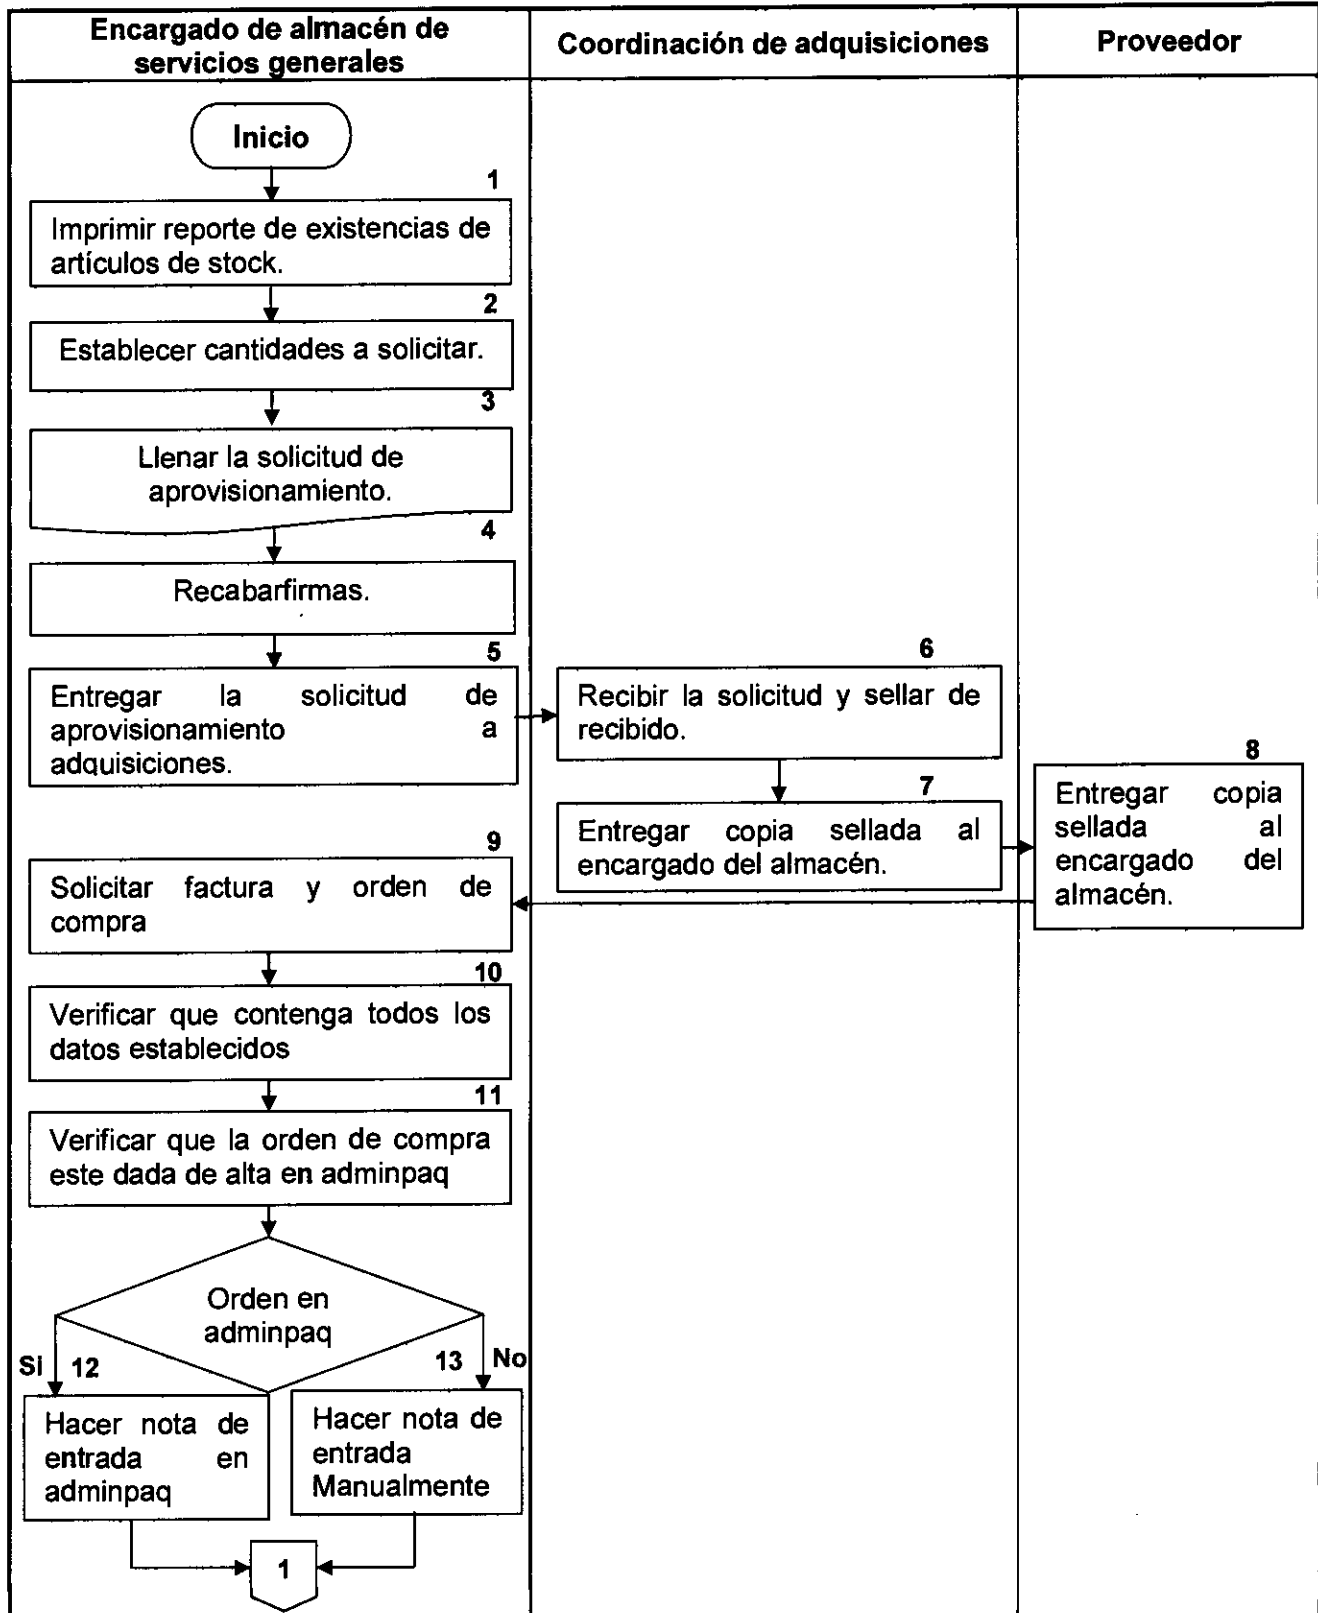 Encargado de almacén de
servicios generales
Coordinación de adquisiciones
Proveedor
Inicio
1
Imprimir reporte de existencias de
artículos de stock.
2
Establecer cantidades a solicitar.
3
Llenar la solicitud de
aprovisionamiento.
4
Recabarfirmas.
5
Entregar la solicitud de
aprovisionamiento a
adquisiciones.
6
Recibir la solicitud y sellar de
recibido.
7
Entregar copia sellada al
encargado del almacén.
8
Entregar copia
sellada al
encargado del
almacén.
9
Solicitar factura y orden de
compra
10
Verificar que contenga todos los
datos establecidos
11
Verificar que la orden de compra
este dada de alta en adminpaq
Orden en
adminpaq
Si 12
13 No
Hacer nota de
entrada en
adminpaq
Hacer nota de
entrada
Manualmente
1